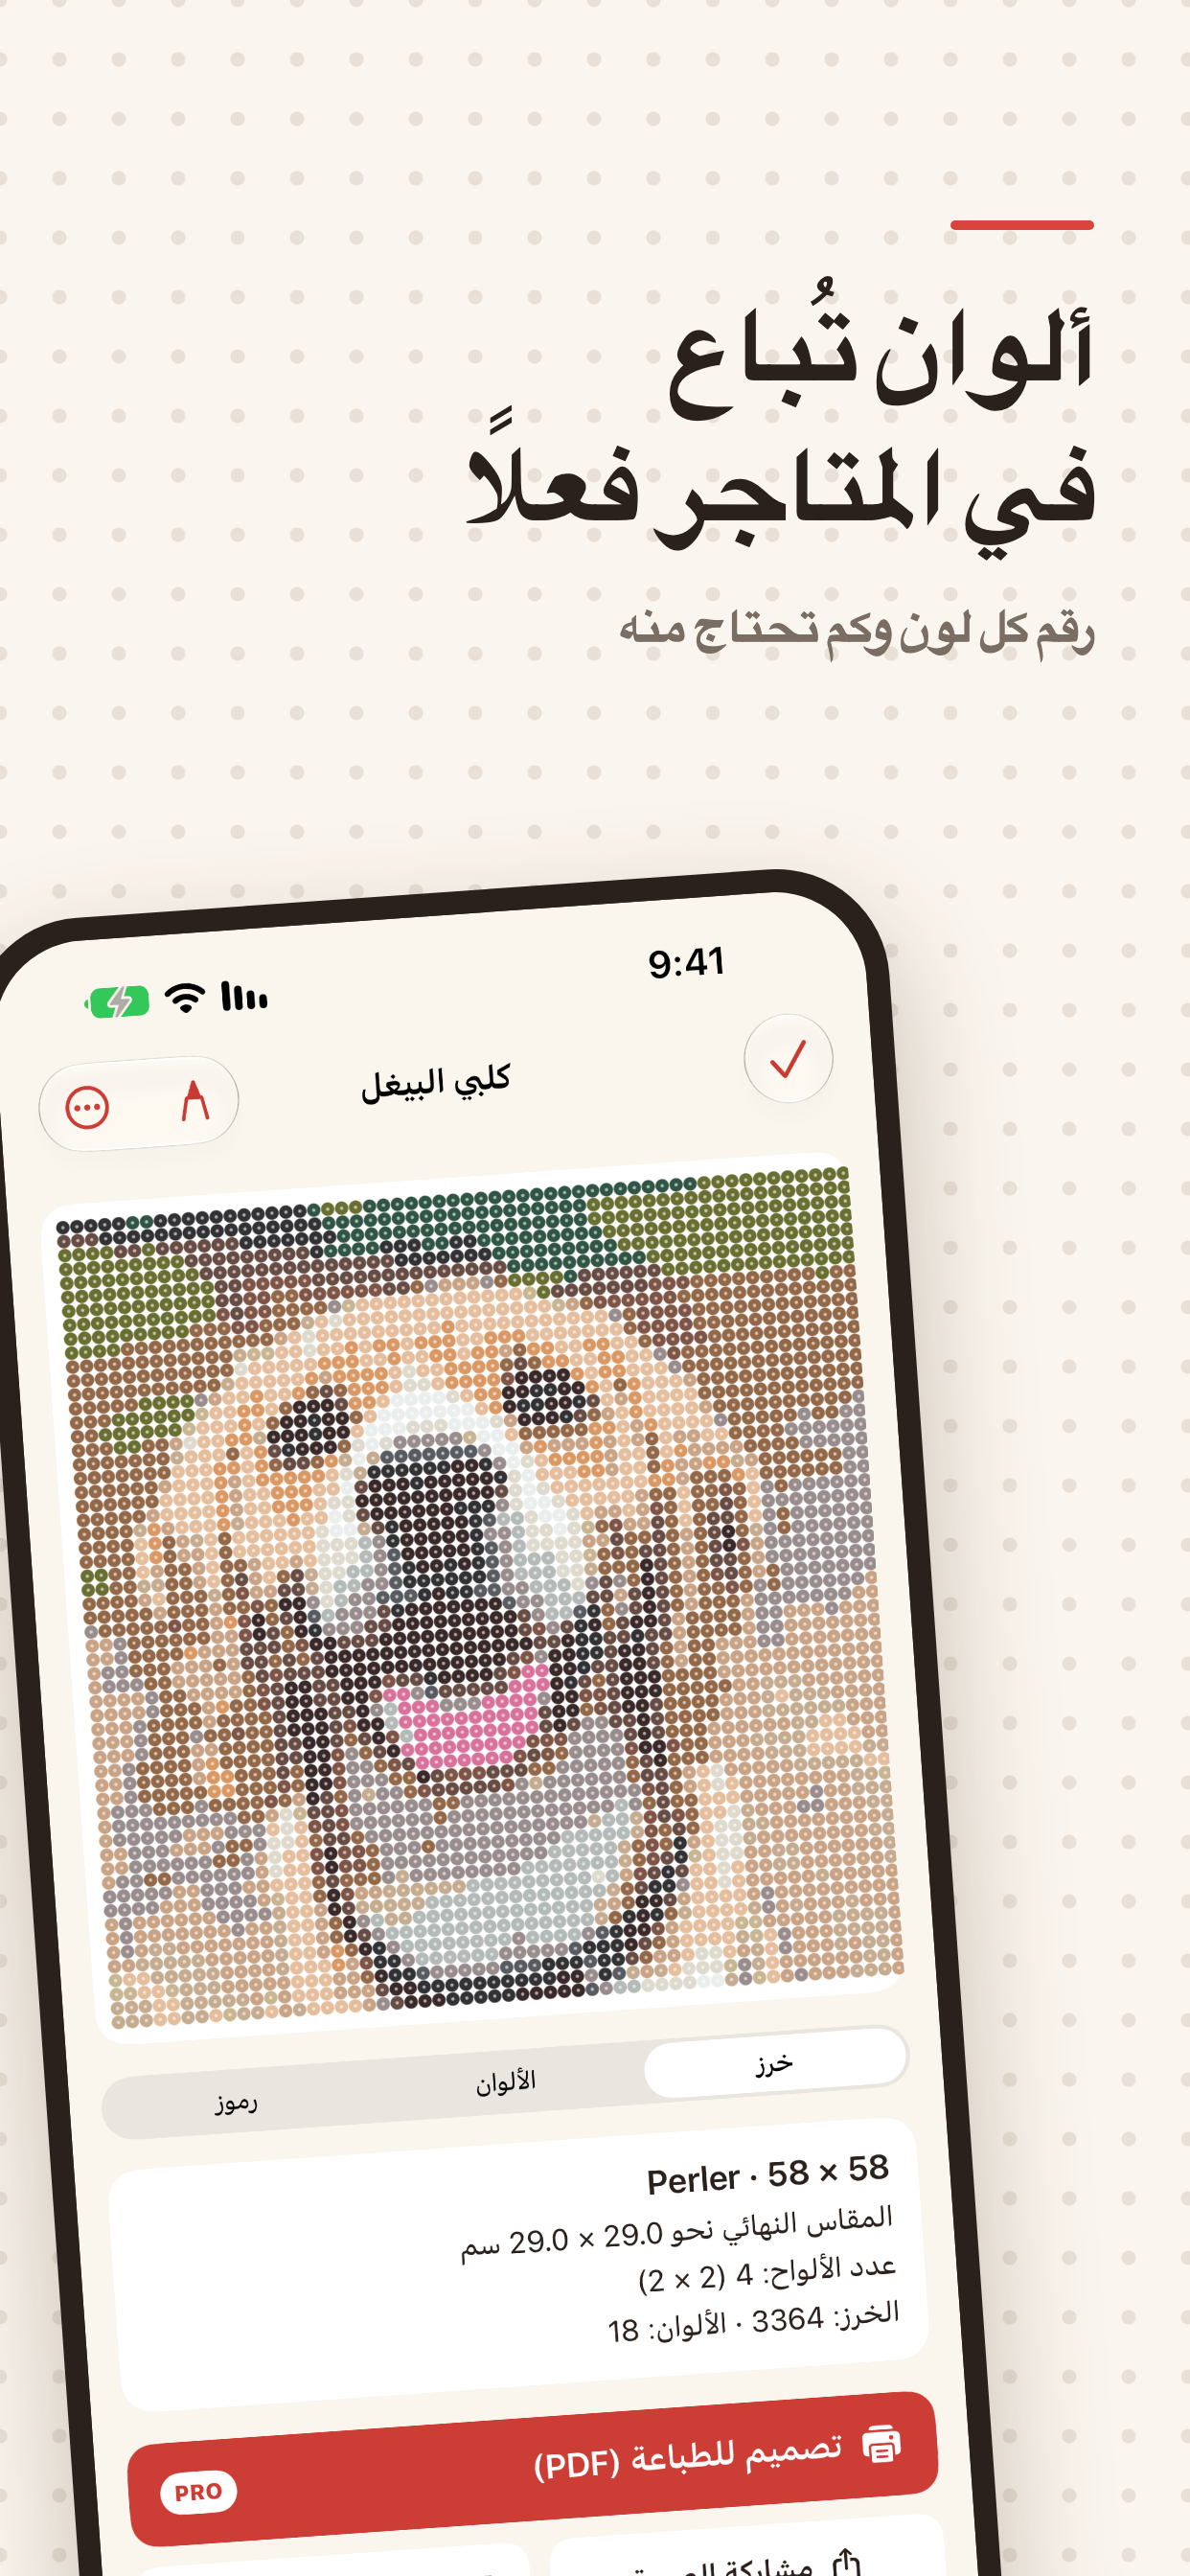 ألوان تُباع
في المتاجر فعلاً
رقم كل لون وكم تحتاج منه
9:41
كلبي البيغل
خرز
الألوان
رموز
Perler · 58 × 58
المقاس النهائي نحو 29.0 × 29.0 سم
عدد الألواح: 4 (2 × 2)
الخرز: 3364 · الألوان: 18
تصميم للطباعة (PDF)
PRO
مشاركة